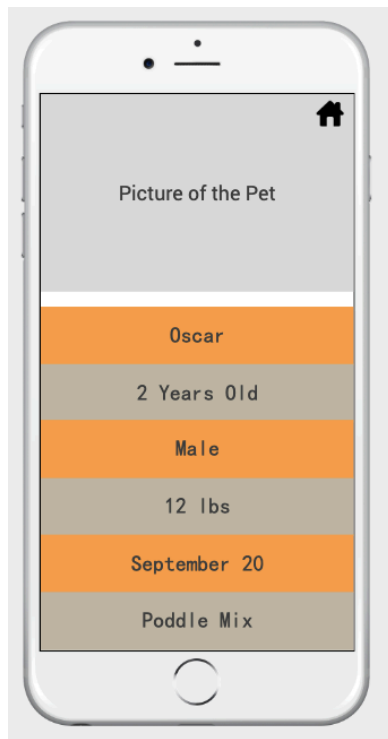 Picture of the Pet
Oscar
2 Years Old
Male
12 lbs
September 20
Poddle Mix